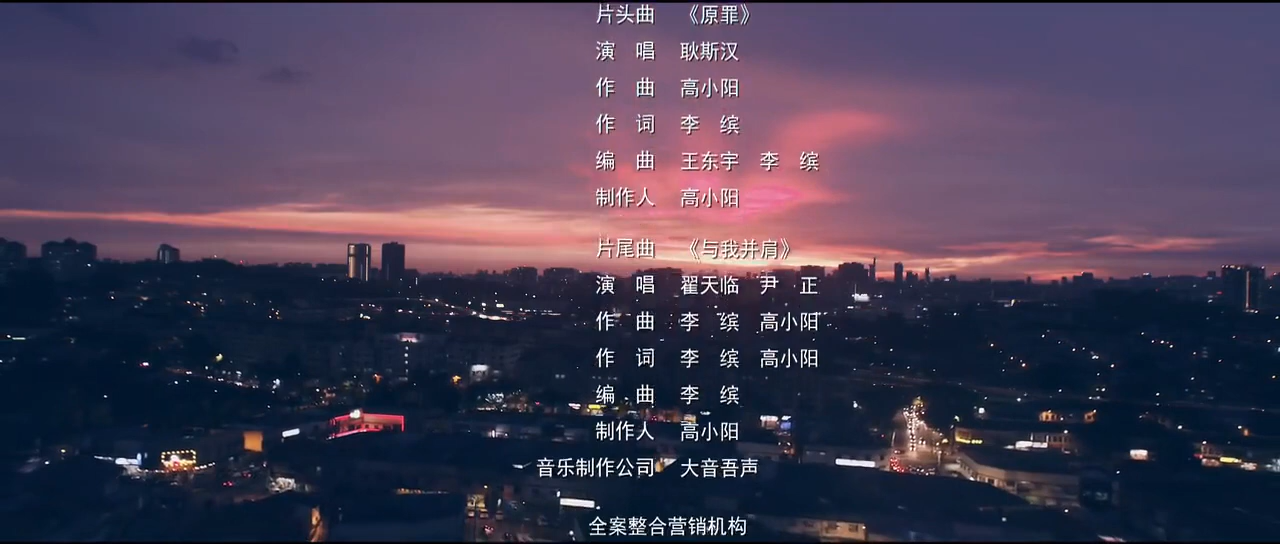 片头曲 《原罪》
演 唱 耿斯汉
作 曲 高小阳
作 词 李 缤
编 曲 王东宇 李 缤
制作人 高小阳
片尾曲 《与我并肩》
演 唱 翟天临 尹 正
作 曲 李 缤 高小阳
作 词 李 缤 高小阳
编 曲 李 缤
制作人 高小阳
音乐制作公司 大音吾声
全案整合营销机构